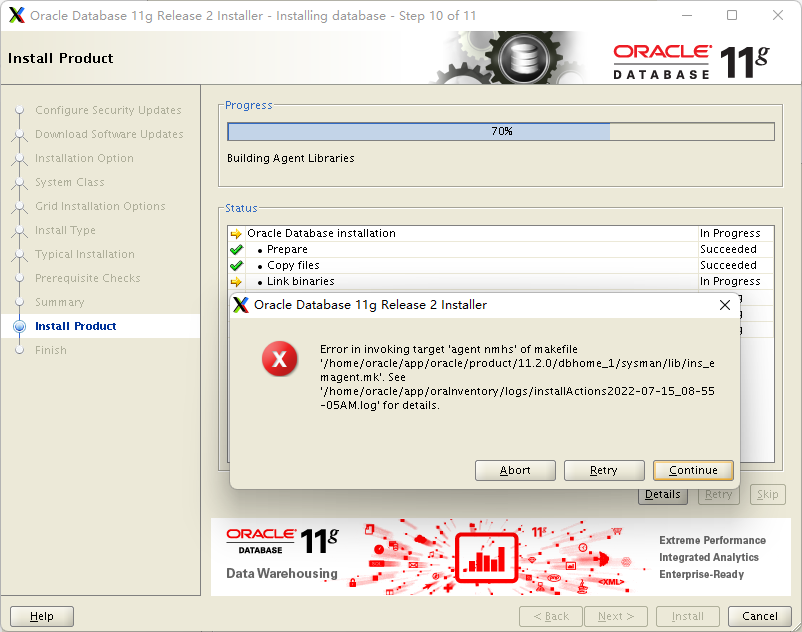 Oracle Database 11g Release 2 Installer - Installing database - Step 10 of 11
Install Product
ORACLE
DATABASE
11g
Configure Security Updates
Download Software Updates
Installation Option
System Class
Grid Installation Options
Install Type
Typical Installation
Prerequisite Checks
Summary
Install Product
Finish
Progress
70%
Building Agent Libraries
Status
Oracle Database installation In Progress
• Prepare Succeeded
• Copy files Succeeded
• Link binaries In Progress
Oracle Database 11g Release 2 Installer
Error in invoking target 'agent nmhs' of makefile
'/home/oracle/app/oracle/product/11.2.0/dbhome_1/sysman/lib/ins_e
magent.mk'. See
'/home/oracle/app/oraInventory/logs/installActions2022-07-15_08-55
-05AM.log' for details.
Abort Retry Continue
Details Retry Skip
ORACLE
DATABASE
11g
Data Warehousing
11g
<XML>
Extreme Performance
Integrated Analytics
Enterprise-Ready
Help < Back Next > Install Cancel